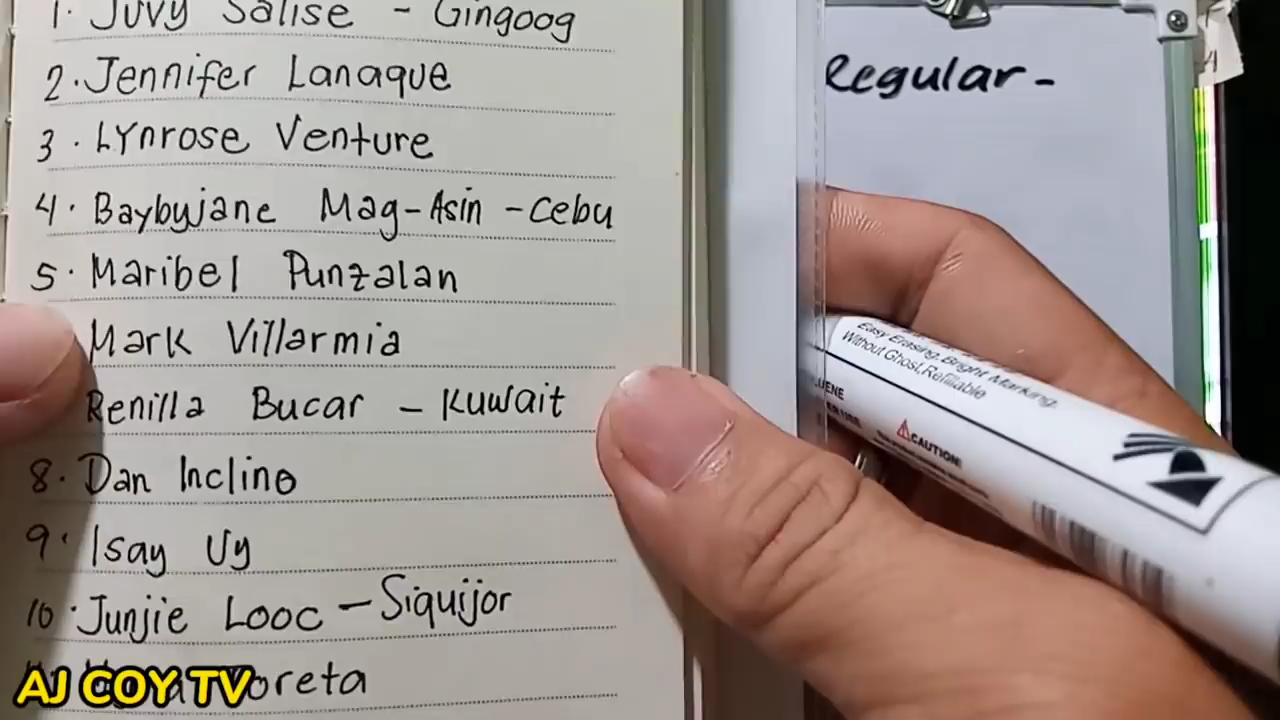 1. Juvy Salise - Gingoog
2. Jennifer Lanaque
3. Lynrose Venture
4. Baybyjane Mag-Asin - Cebu
5. Maribel Punzalan
Mark Villarmia
Renilla Bucar - Kuwait
8. Dan Inclino
9. Isay Uy
10. Junjie Looc - Siquijor
Toreta
AJ COY TV
Regular -
Easy Erasing, Bright Marking.
Without Ghost, Refillable
CAUTION!